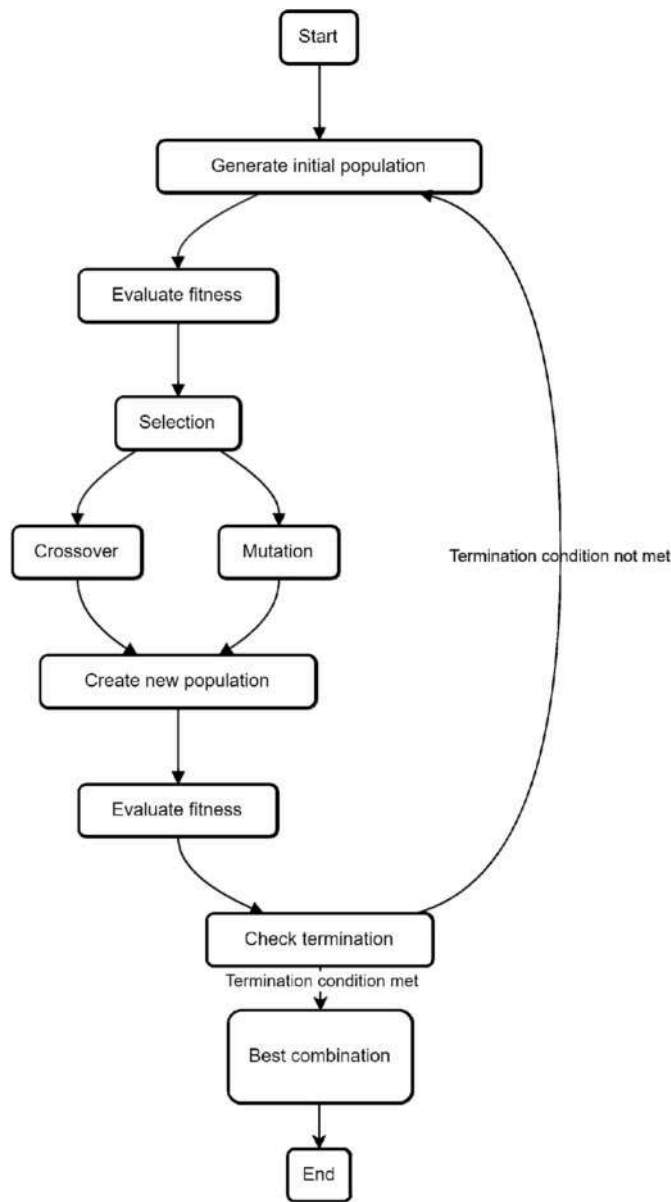 Start
Generate initial population
Evaluate fitness
Selection
Crossover
Mutation
Termination condition not met
Create new population
Evaluate fitness
Check termination
Termination condition met
Best combination
End